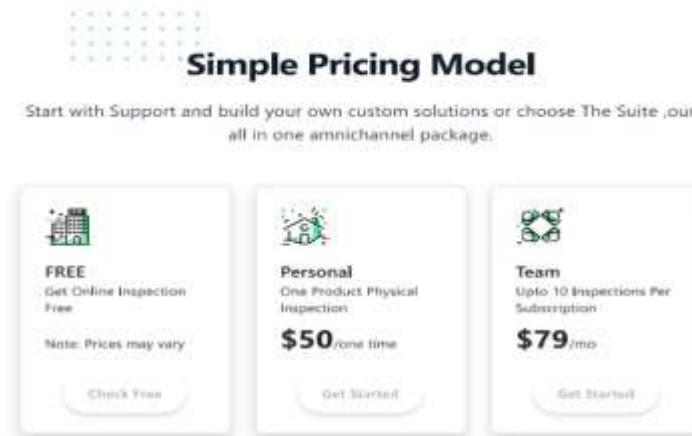 Simple Pricing Model
Start with Support and build your own custom solutions or choose The Suite ,our
all in one amnichannel package.
FREE
Get Online Inspection
Free
Note: Prices may vary
Check Free
Personal
One Product Physical
Inspection
$50/one time
Get Started
Team
Upto 10 Inspections Per
Subscription
$79/mo
Get Started